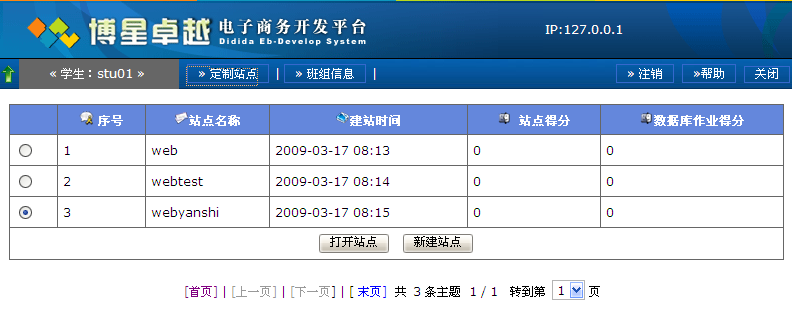 博星卓越 电子商务开发平台
Didida Eb-Develop System
IP:127.0.0.1
« 学生：stu01 » » 定制站点 | » 班组信息 | » 注销 »帮助 关闭
序号 站点名称 建站时间 站点得分 数据库作业得分
1 web 2009-03-17 08:13 0 0
2 webtest 2009-03-17 08:14 0 0
3 webyanshi 2009-03-17 08:15 0 0
打开站点 新建站点
[首页] | [上一页] | [下一页] | [ 末页] 共 3 条主题 1 / 1 转到第 1 页